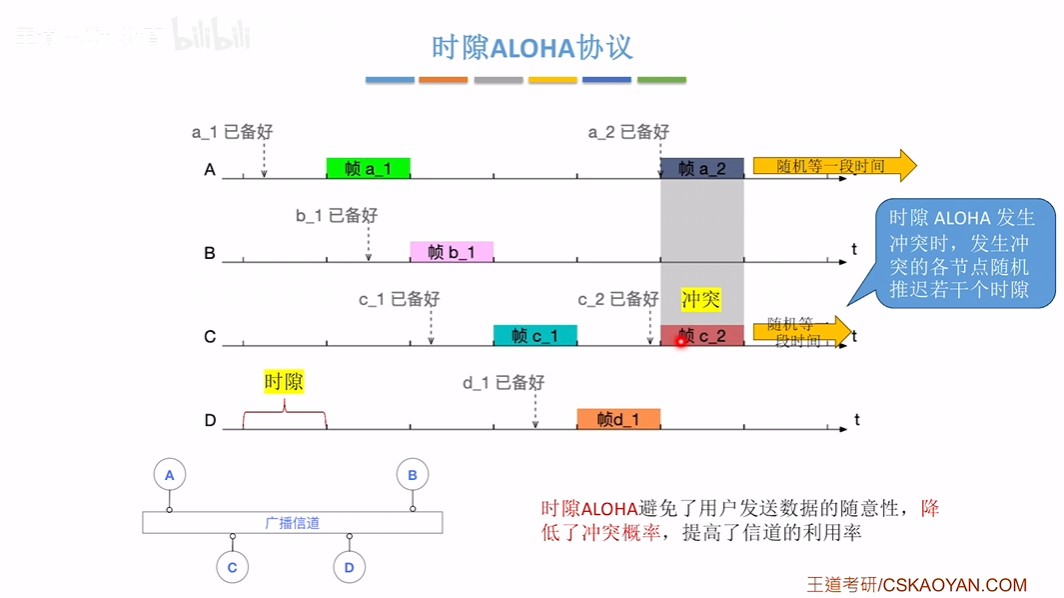 bilibili
时隙ALOHA协议
a_1 已备好
a_2 已备好
A
帧 a_1
帧 a_2
随机等一段时间
t
b_1 已备好
B
帧 b_1
t
时隙 ALOHA 发生
冲突时，发生冲
突的各节点随机
推迟若干个时隙
c_1 已备好
c_2 已备好
冲突
C
帧 c_1
帧 c_2
随机等一
段时间
t
时隙
d_1 已备好
D
帧d_1
t
A
B
广播信道
C
D
时隙ALOHA避免了用户发送数据的随意性，降
低了冲突概率，提高了信道的利用率
王道考研/CSKAOYAN.COM